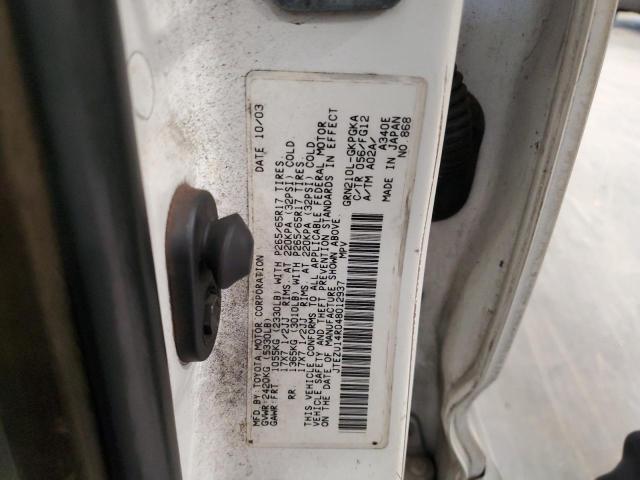 MFD.BY TOYOTA MOTOR CORPORATION DATE 10/03
GVWR:2420KG (5330LB)
GAWR:FRT 1055KG (2330LB) WITH P265/65R17 TIRES,
17X7 1/2JJ RIMS, AT 220KPA (32PSI) COLD
RR 1365KG (3010LB) WITH P265/65R17 TIRES,
17X7 1/2JJ RIMS, AT 220KPA (32PSI) COLD
THIS VEHICLE CONFORMS TO ALL APPLICABLE FEDERAL MOTOR
VEHICLE SAFETY AND THEFT PREVENTION STANDARDS IN EFFECT
ON THE DATE OF MANUFACTURE SHOWN ABOVE.
JTEZU14R048012937 MPV
GRN210L-GKPGKA
C/TR 056/FG12
A/TM A02A/ A340E
MADE IN JAPAN
NO.868